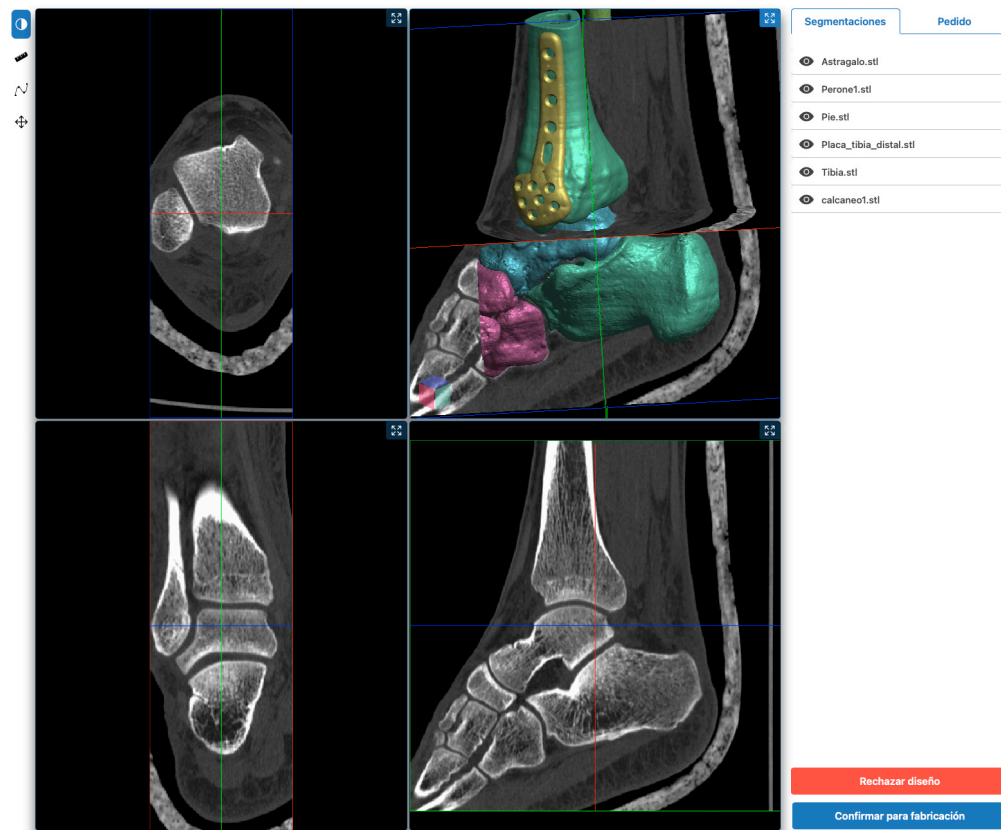 Segmentaciones
Pedido
Astragalo.stl
Perone1.stl
Pie.stl
Placa_tibia_distal.stl
Tibia.stl
calcaneo1.stl
Rechazar diseño
Confirmar para fabricación